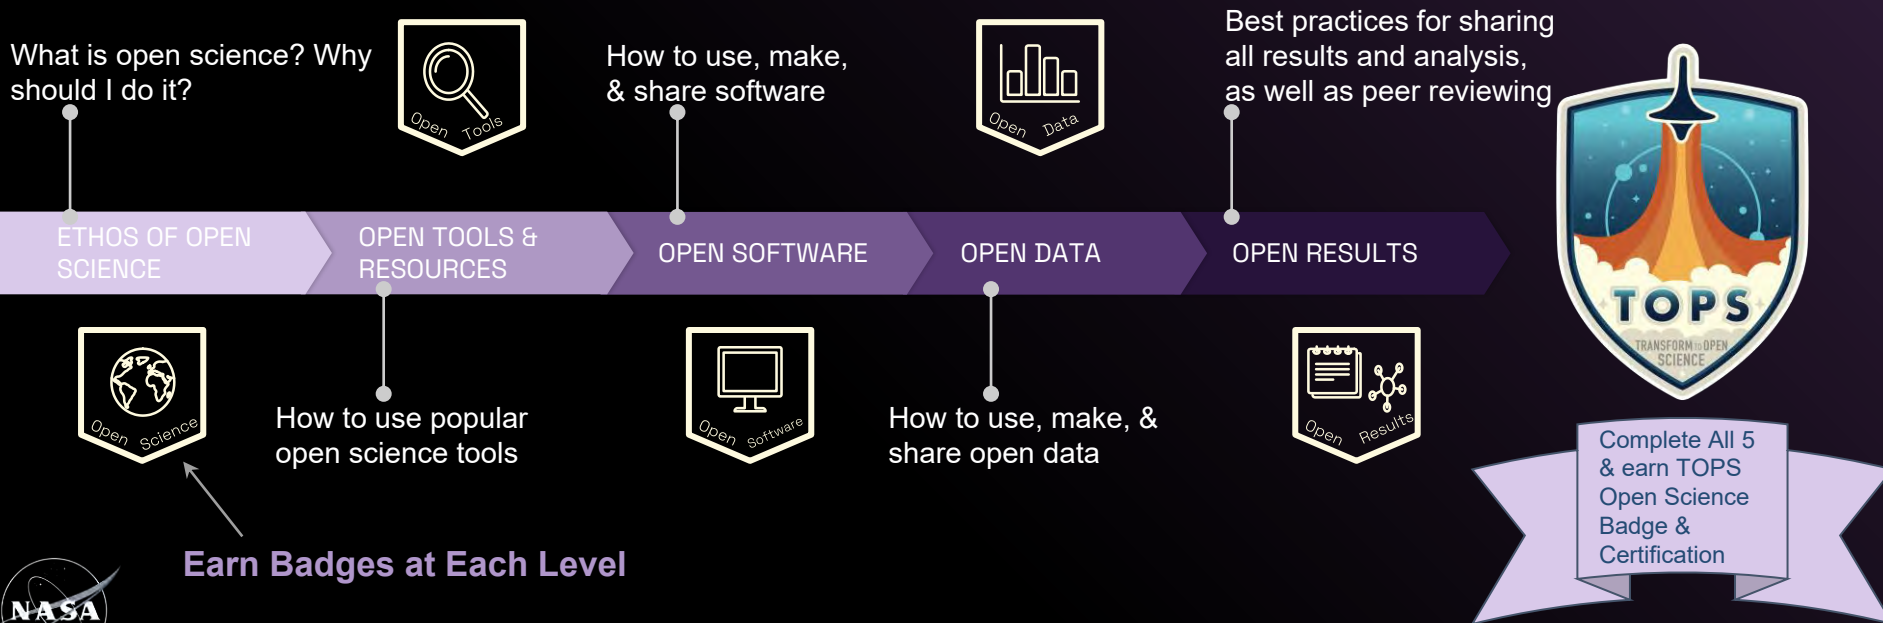 What is open science? Why
should I do it?
Open Tools
How to use, make,
& share software
Open Data
Best practices for sharing
all results and analysis,
as well as peer reviewing
ETHOS OF OPEN
SCIENCE
OPEN TOOLS &
RESOURCES
OPEN SOFTWARE
OPEN DATA
OPEN RESULTS
TOPS
TRANSFORM TO OPEN
SCIENCE
Open Science
How to use popular
open science tools
Open Software
How to use, make, &
share open data
Open Results
Complete All 5
& earn TOPS
Open Science
Badge &
Certification
Earn Badges at Each Level
NASA